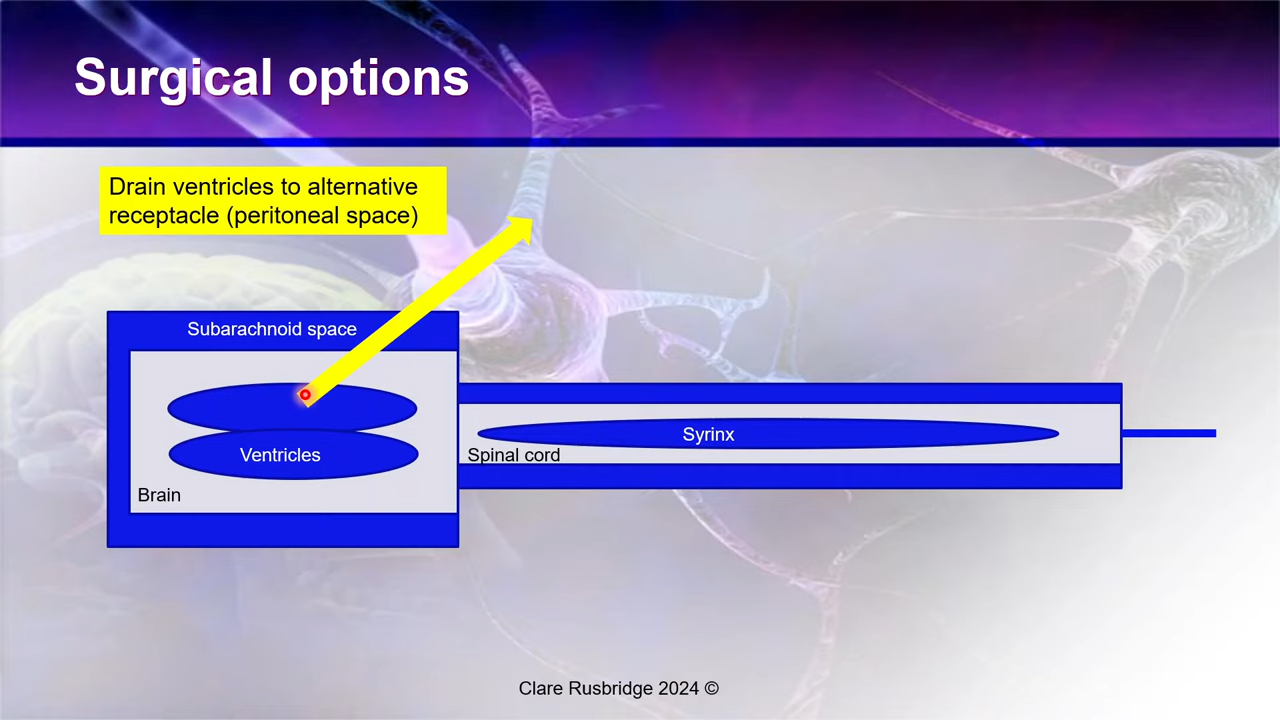 Surgical options
Drain ventricles to alternative
receptacle (peritoneal space)
Subarachnoid space
Syrinx
Ventricles
Spinal cord
Brain
Clare Rusbridge 2024 ©